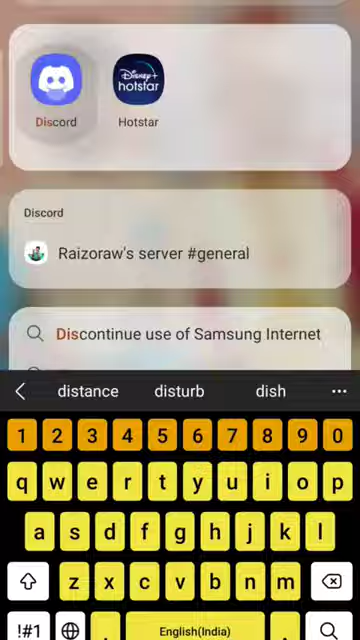 Disney+
hotstar
Discord
Hotstar
Discord
Raizoraw's server #general
Discontinue use of Samsung Internet
distance
disturb
dish
1 2 3 4 5 6 7 8 9 0
q w e r t y u i o p
a s d f g h j k l
z x c v b n m
!#1 , English(India) .